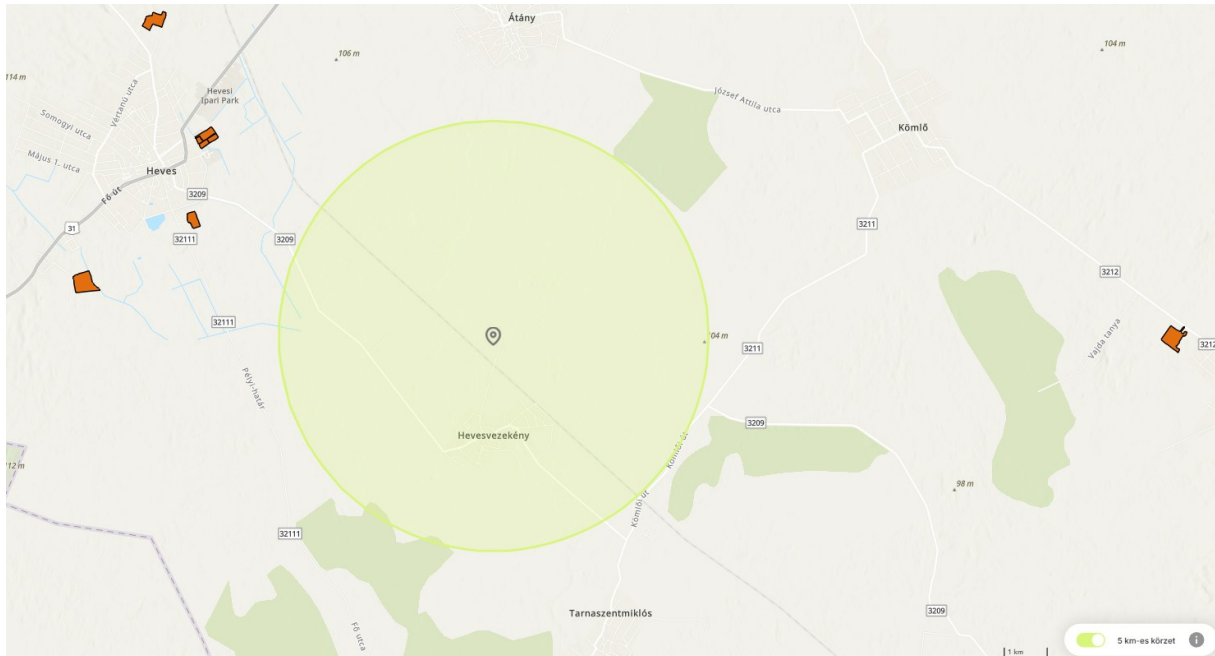 Átány
106 m
104 m
114 m
Hevesi
Ipari Park
József Attila utca
Vértanú utca
Somogyi utca
Kömlő
Május 1. utca
Heves
Fő út
3209
31
32111
3209
3211
3212
32111
104 m
3211
Vajda tanya
3212
Pélyi-határ
3209
Hevesvezekény
Kömlői út
112 m
98 m
Kömlői út
32111
Tarnaszentmiklós
3209
Fő utca
5 km-es körzet
1 km